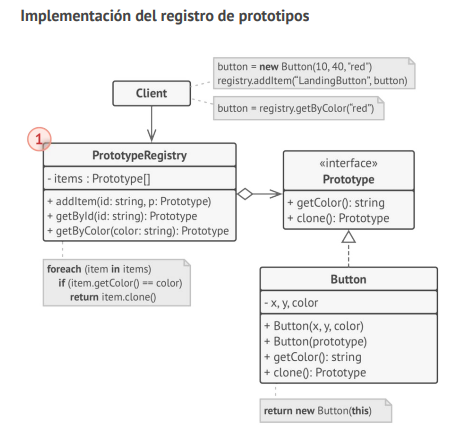 Implementación del registro de prototipos
button = new Button(10, 40, "red")
registry.addItem("LandingButton", button)
Client
button = registry.getByColor("red")
1
PrototypeRegistry
- items : Prototype[]
+ addItem(id: string, p: Prototype)
+ getById(id: string): Prototype
+ getByColor(color: string): Prototype
«interface»
Prototype
+ getColor(): string
+ clone(): Prototype
foreach (item in items)
if (item.getColor() == color)
return item.clone()
Button
- x, y, color
+ Button(x, y, color)
+ Button(prototype)
+ getColor(): string
+ clone(): Prototype
return new Button(this)